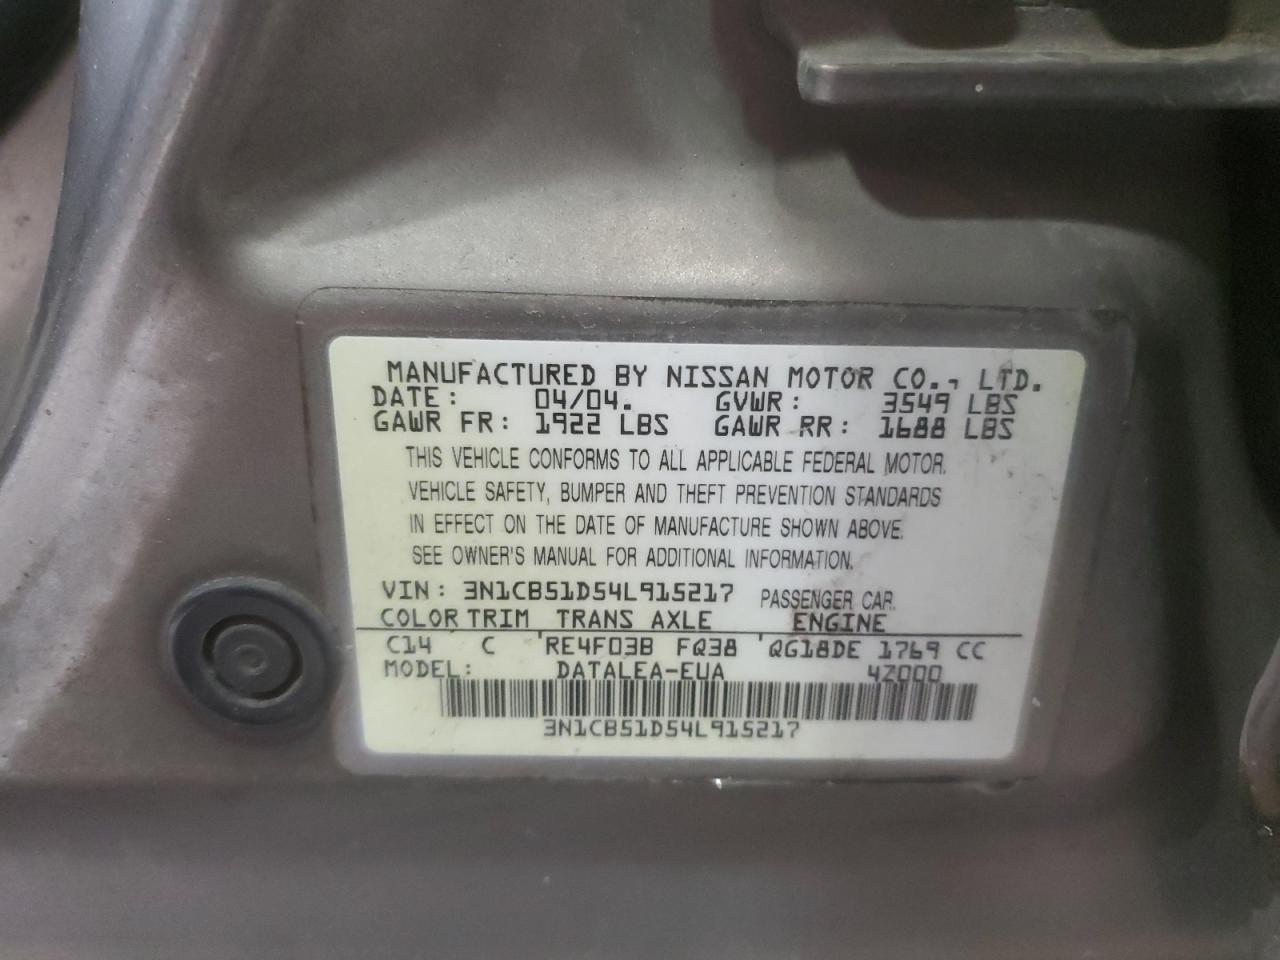 MANUFACTURED BY NISSAN MOTOR CO., LTD.
DATE: 04/04. GVWR: 3549 LBS
GAWR FR: 1922 LBS GAWR RR: 1688 LBS
THIS VEHICLE CONFORMS TO ALL APPLICABLE FEDERAL MOTOR
VEHICLE SAFETY, BUMPER AND THEFT PREVENTION STANDARDS
IN EFFECT ON THE DATE OF MANUFACTURE SHOWN ABOVE.
SEE OWNER'S MANUAL FOR ADDITIONAL INFORMATION.
VIN: 3N1CB51D54L915217 PASSENGER CAR
COLOR TRIM TRANS AXLE ENGINE
C14 C RE4F03B FQ38 QG18DE 1769 CC
MODEL: DATALEA-EUA 4Z000
3N1CB51D54L915217